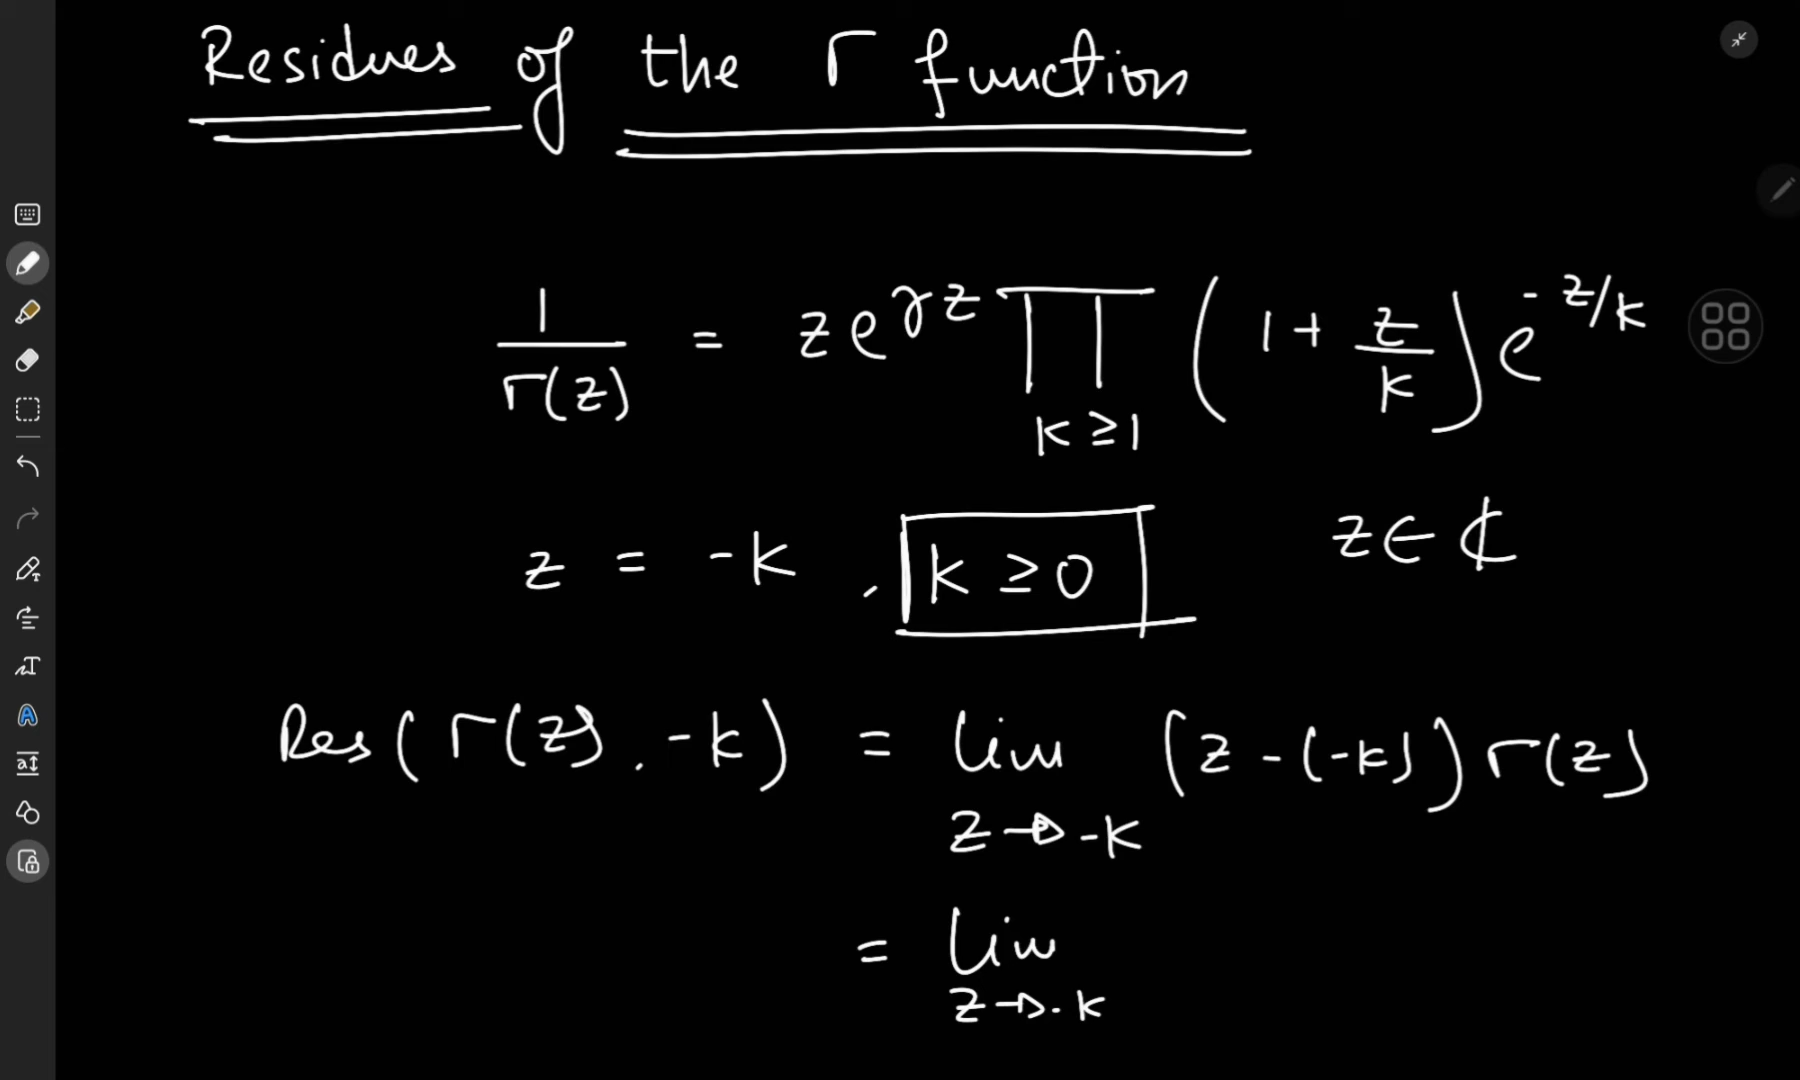 Residues of the Γ function
1/Γ(z) = z e^{γz} ∏_{k≥1} (1 + z/k) e^{-z/k}
z = -k , k ≥ 0 z ∈ ℂ
Res(Γ(z), -k) = lim_{z→-k} (z-(-k)) Γ(z)
= lim_{z→-k}